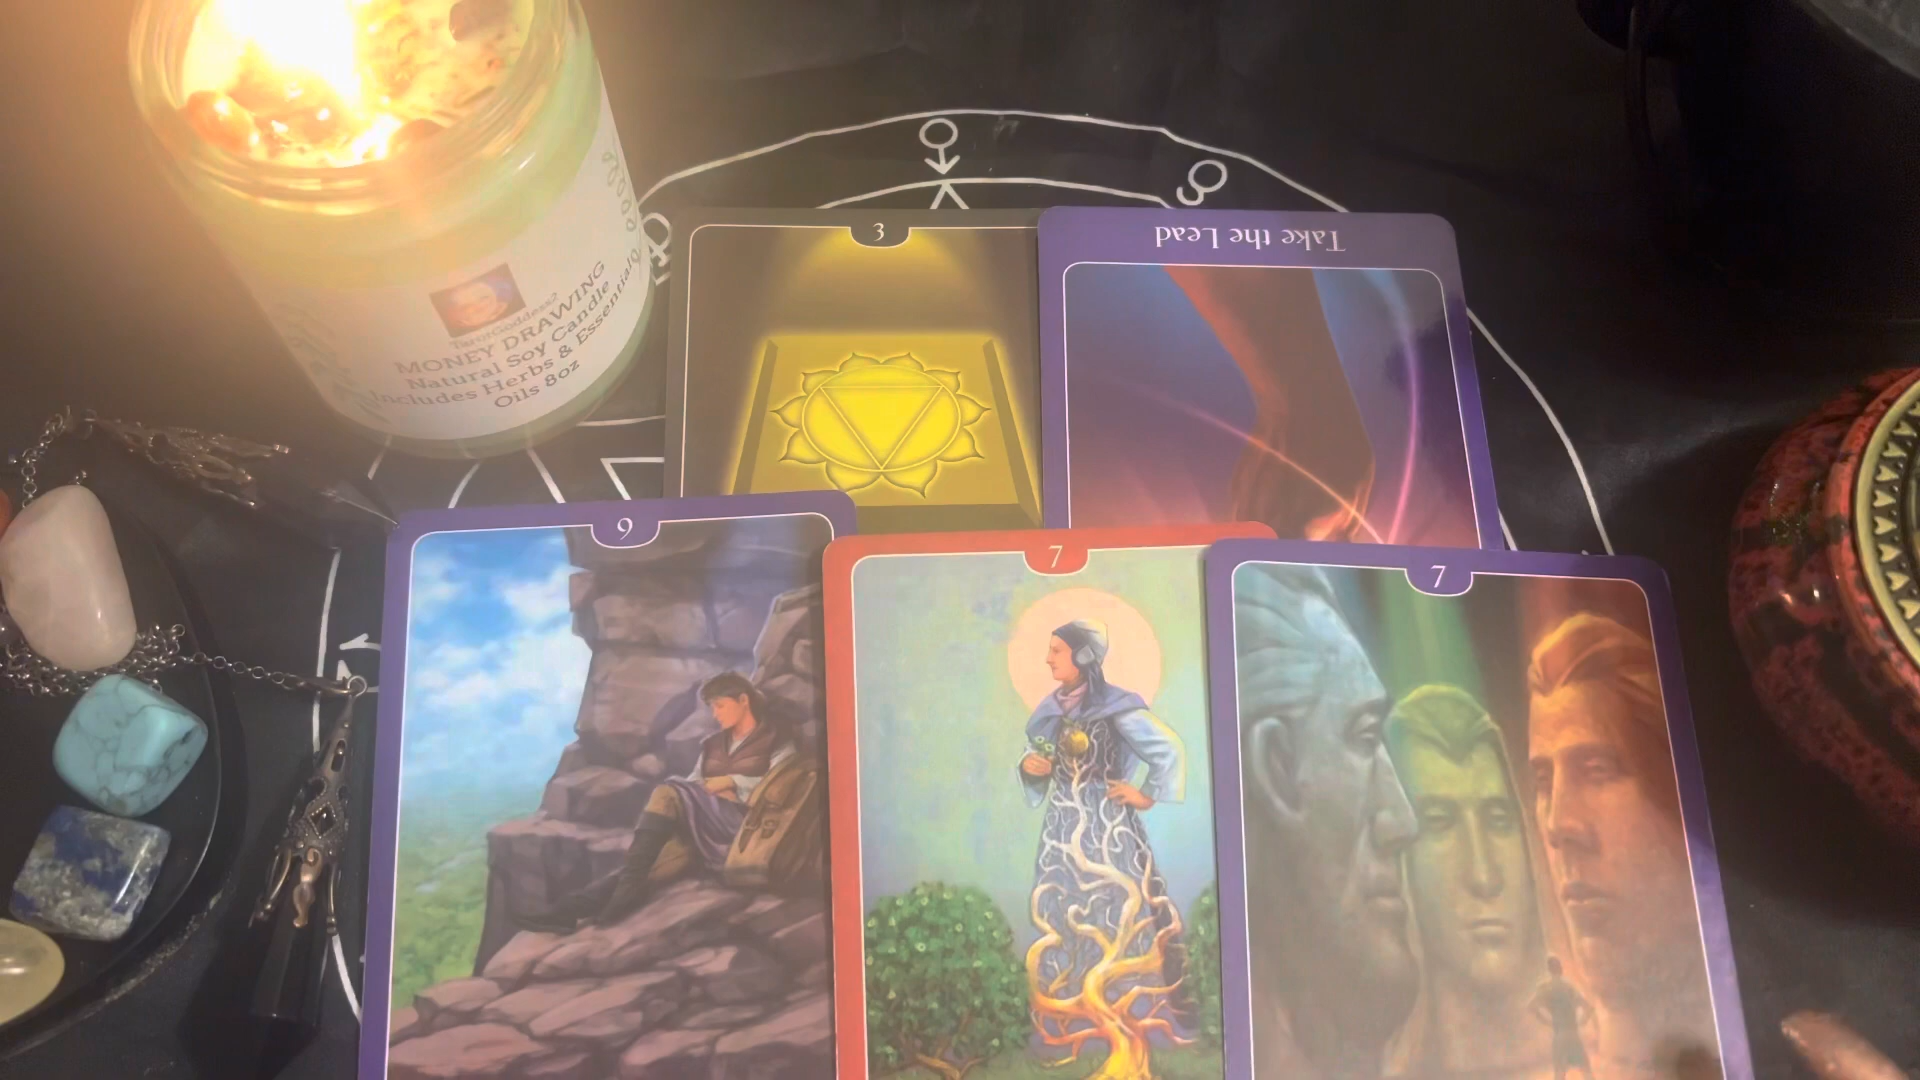 TarotGoddess2
MONEY DRAWING
Natural Soy Candle
Includes Herbs & Essential
Oils 8oz
3
Take the Lead
9
7
7